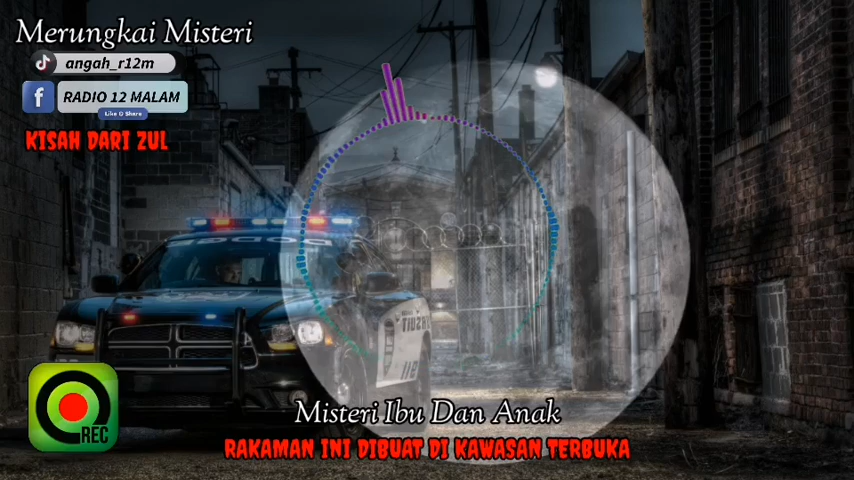 Merungkai Misteri
angah_r12m
f
RADIO 12 MALAM
Like & Share
KISAH DARI ZUL
DODGE
REC
Misteri Ibu Dan Anak
RAKAMAN INI DIBUAT DI KAWASAN TERBUKA